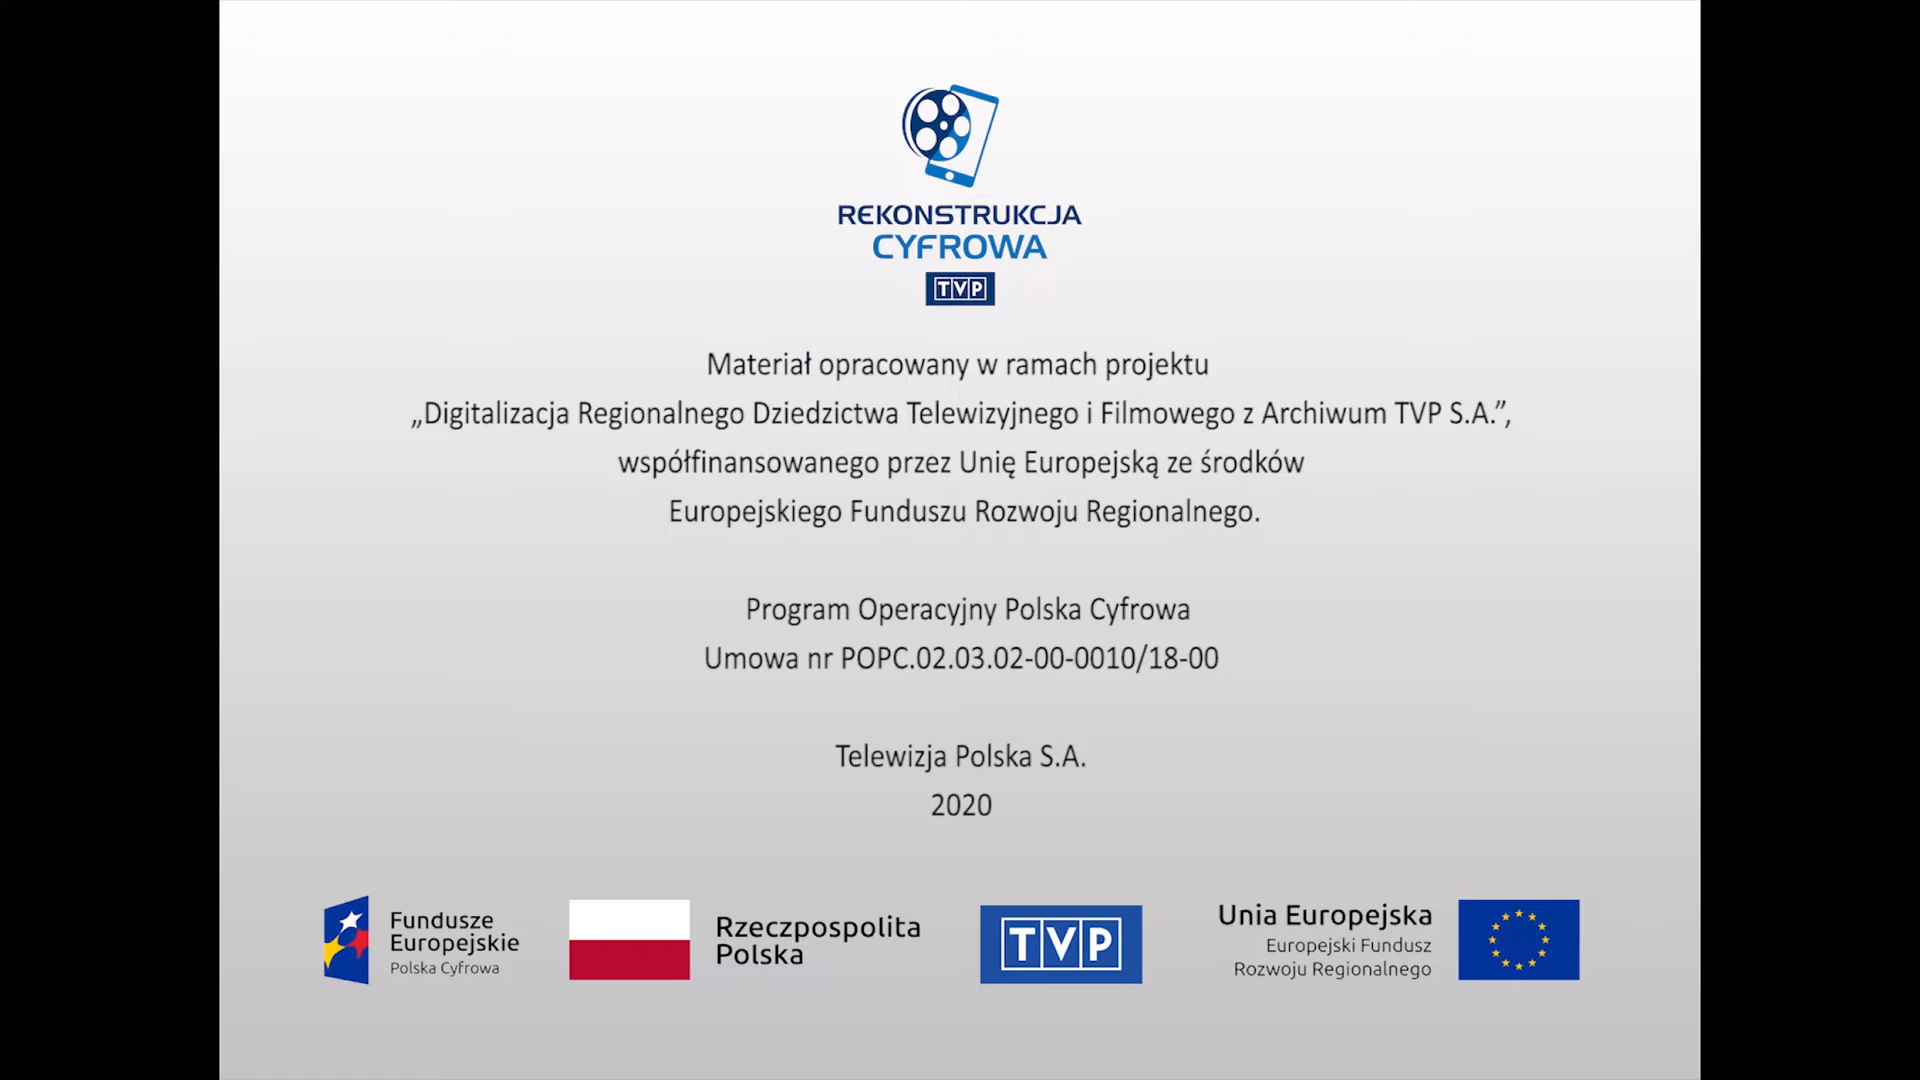 REKONSTRUKCJA
CYFROWA
TVP
Materiał opracowany w ramach projektu
„Digitalizacja Regionalnego Dziedzictwa Telewizyjnego i Filmowego z Archiwum TVP S.A.”,
współfinansowanego przez Unię Europejską ze środków
Europejskiego Funduszu Rozwoju Regionalnego.
Program Operacyjny Polska Cyfrowa
Umowa nr POPC.02.03.02-00-0010/18-00
Telewizja Polska S.A.
2020
Fundusze
Europejskie
Polska Cyfrowa
Rzeczpospolita
Polska
TVP
Unia Europejska
Europejski Fundusz
Rozwoju Regionalnego